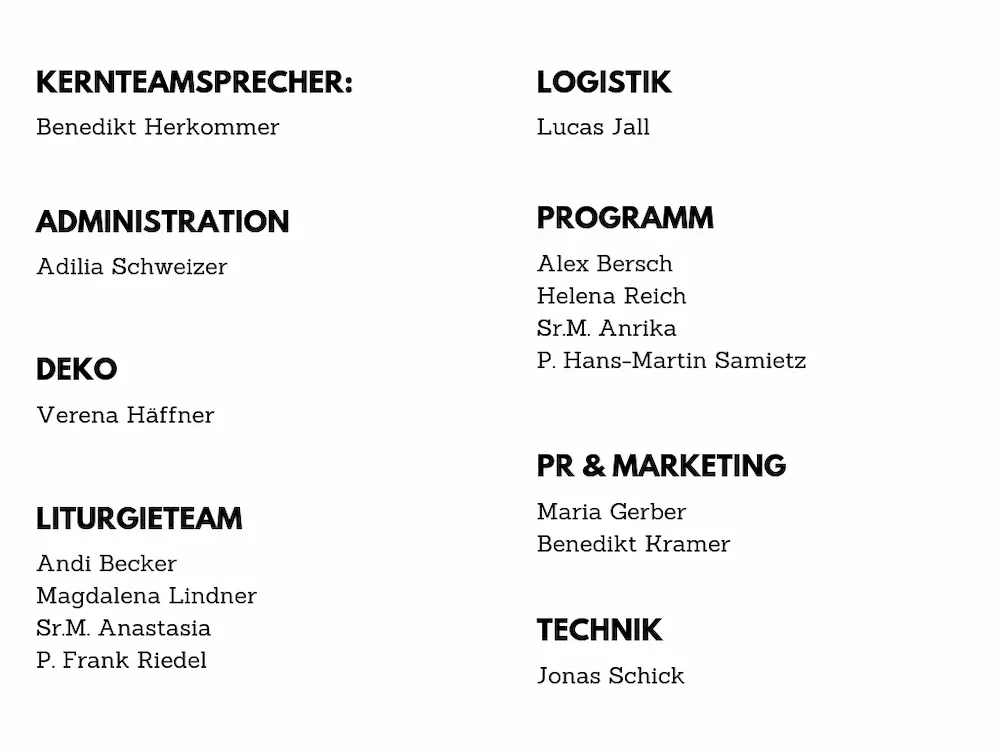 KERNTEAMSPRECHER:
Benedikt Herkommer
ADMINISTRATION
Adilia Schweizer
DEKO
Verena Häffner
LITURGIETEAM
Andi Becker
Magdalena Lindner
Sr.M. Anastasia
P. Frank Riedel
LOGISTIK
Lucas Jall
PROGRAMM
Alex Bersch
Helena Reich
Sr.M. Anrika
P. Hans-Martin Samietz
PR & MARKETING
Maria Gerber
Benedikt Kramer
TECHNIK
Jonas Schick